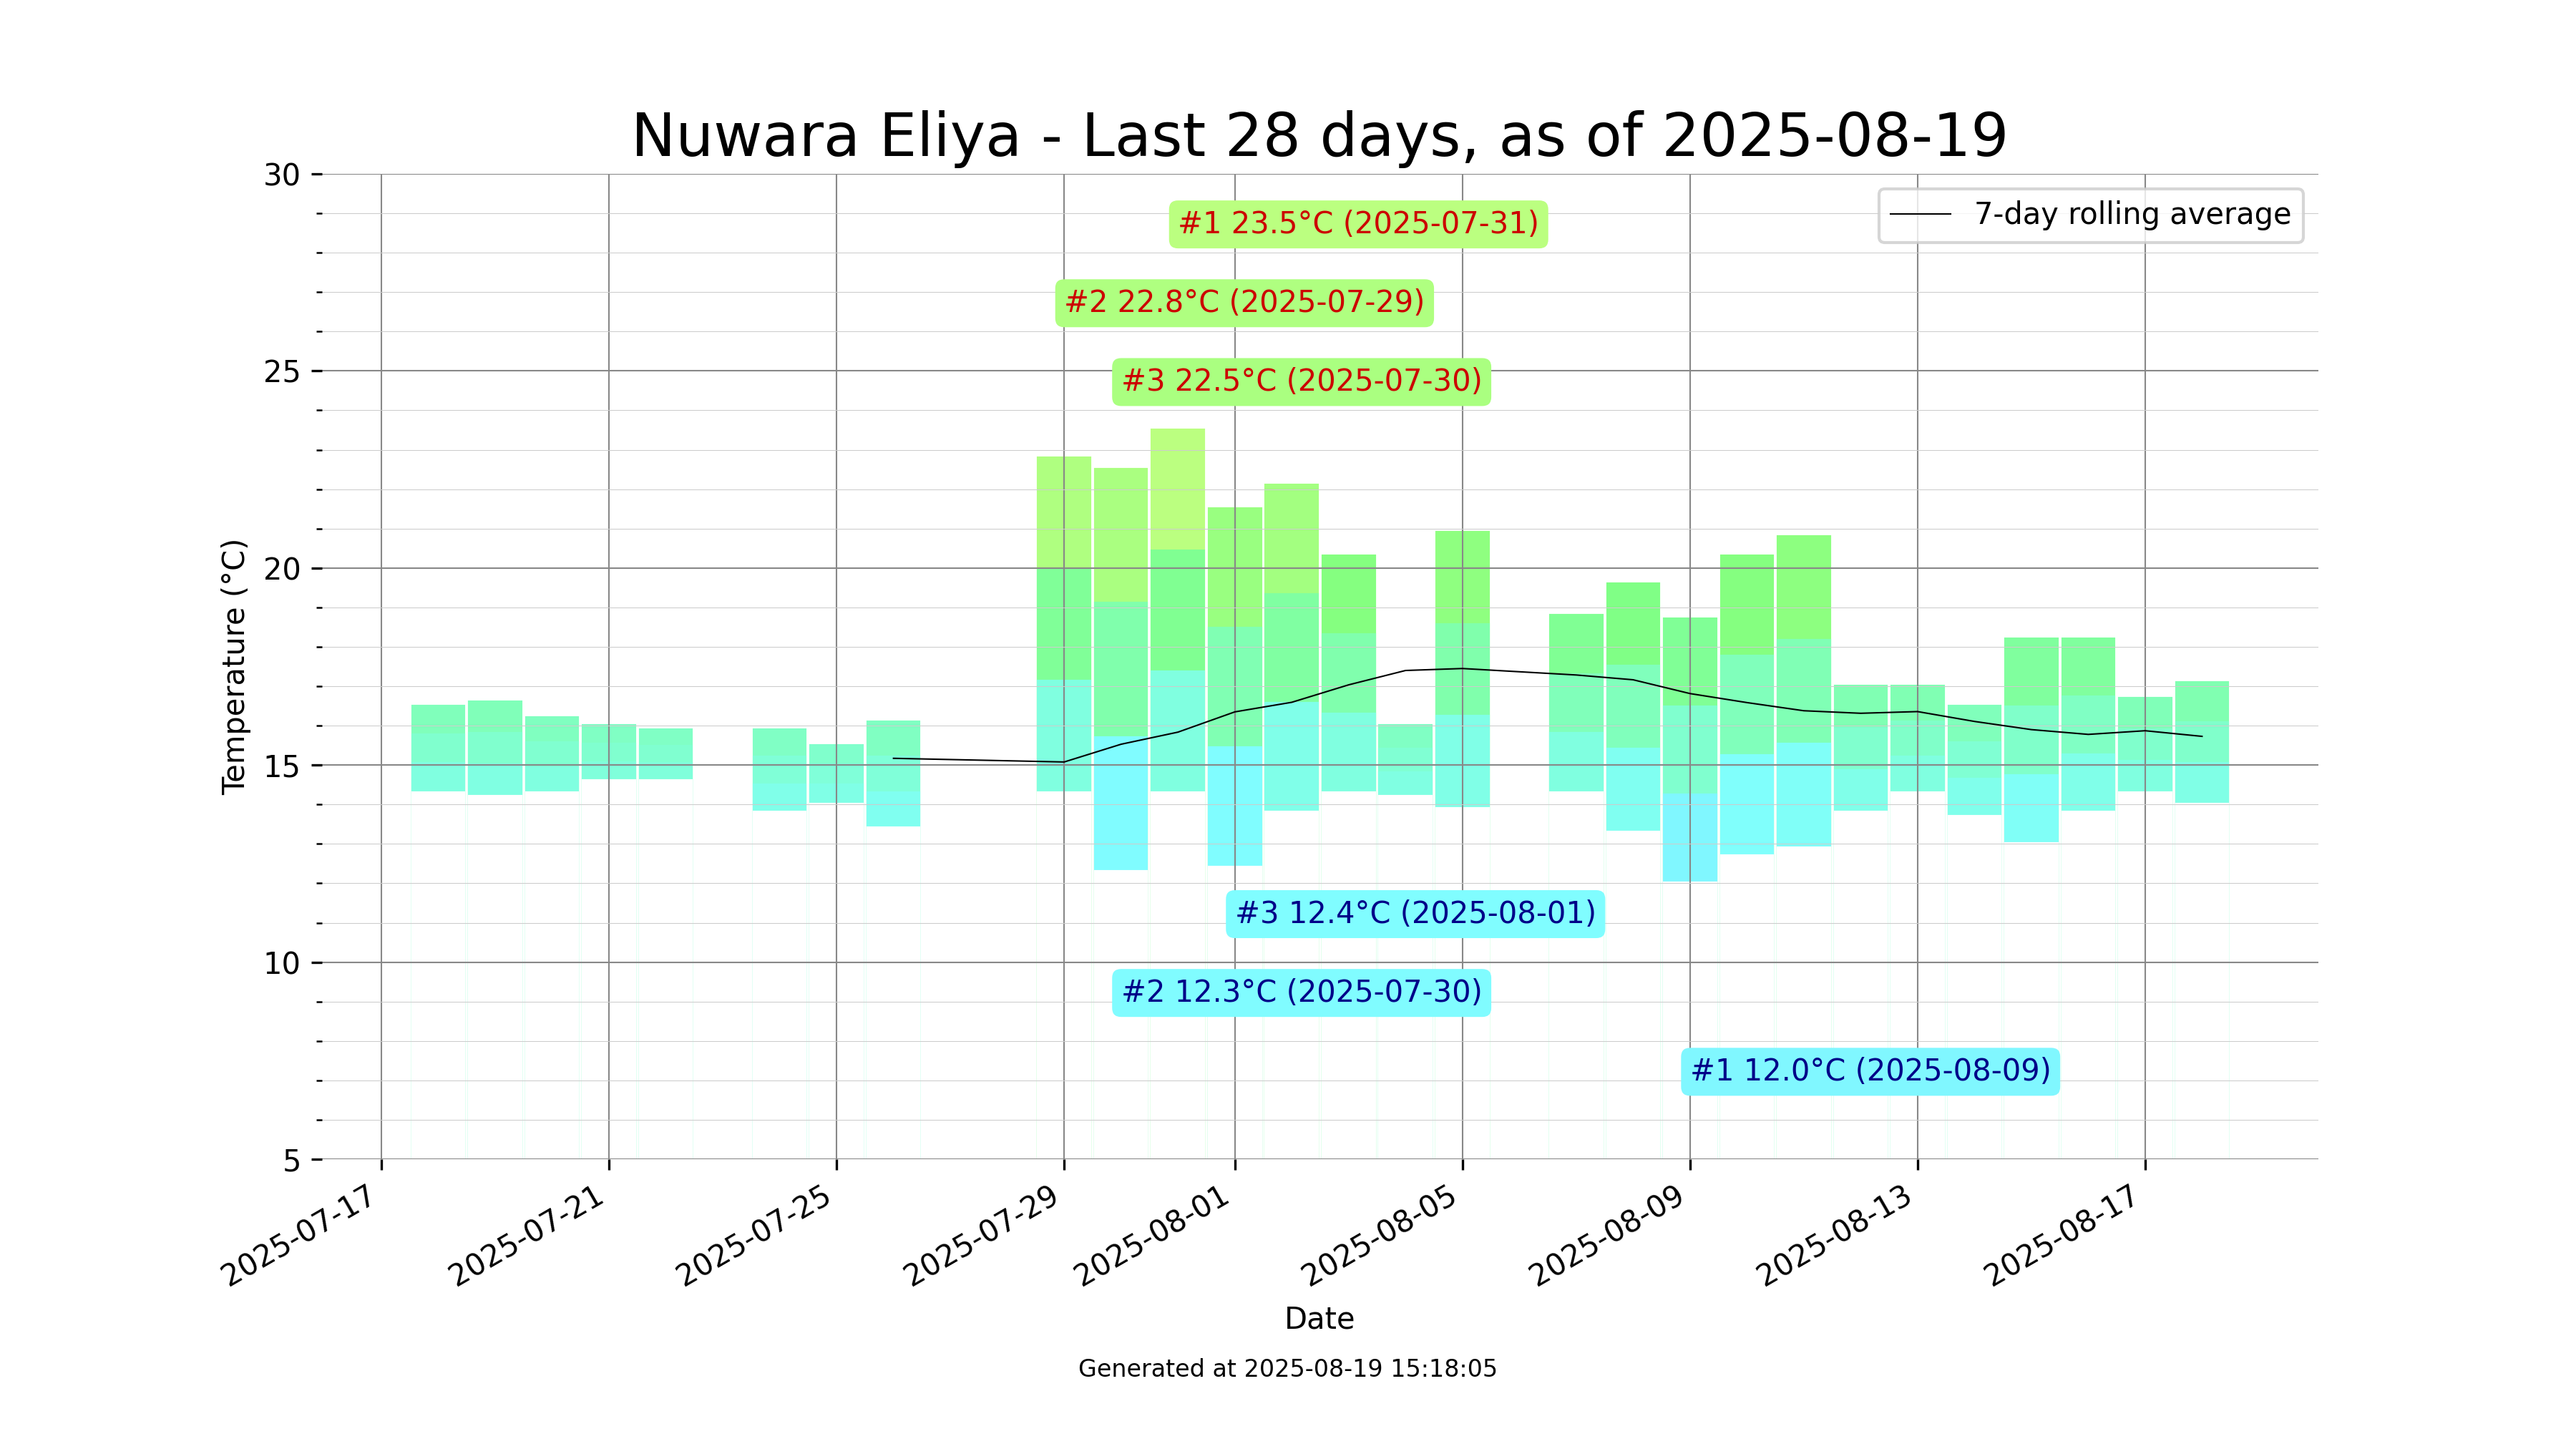 Nuwara Eliya - Last 28 days, as of 2025-08-19
30
25
20
15
10
5
Temperature (°C)
7-day rolling average
#1 23.5°C (2025-07-31)
#2 22.8°C (2025-07-29)
#3 22.5°C (2025-07-30)
#3 12.4°C (2025-08-01)
#2 12.3°C (2025-07-30)
#1 12.0°C (2025-08-09)
2025-07-17
2025-07-21
2025-07-25
2025-07-29
2025-08-01
2025-08-05
2025-08-09
2025-08-13
2025-08-17
Date
Generated at 2025-08-19 15:18:05